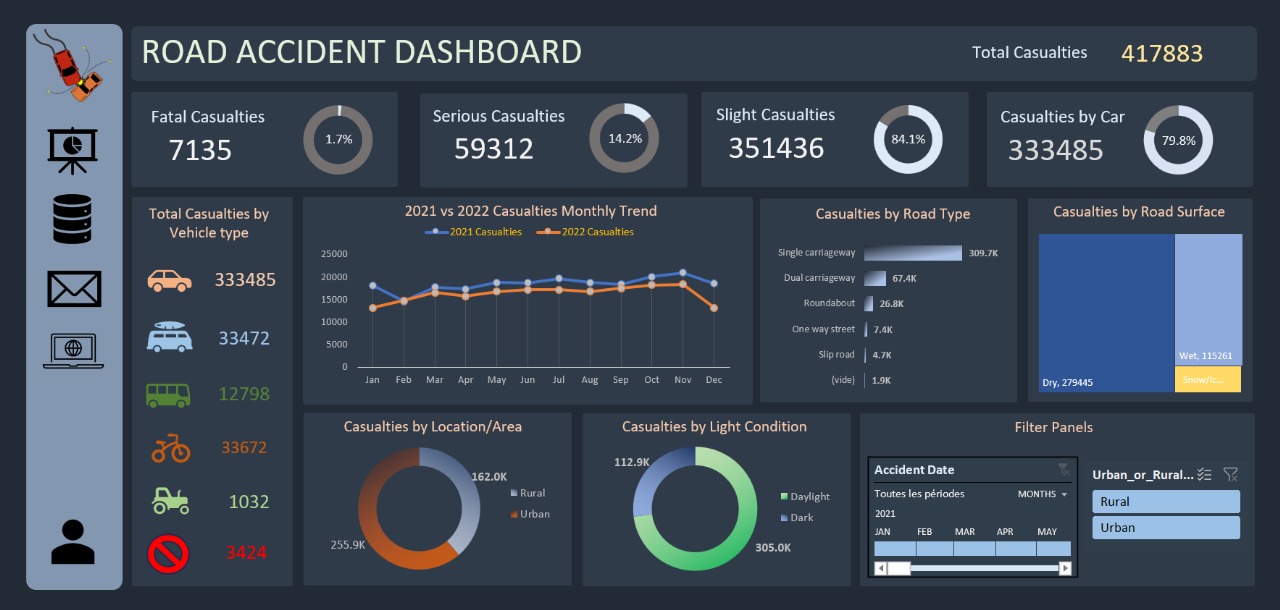 ROAD ACCIDENT DASHBOARD
Total Casualties 417883
Fatal Casualties
7135
1.7%
Serious Casualties
59312
14.2%
Slight Casualties
351436
84.1%
Casualties by Car
333485
79.8%
Total Casualties by
Vehicle type
333485
33472
12798
33672
1032
3424
2021 vs 2022 Casualties Monthly Trend
2021 Casualties 2022 Casualties
25000
20000
15000
10000
5000
0
Jan Feb Mar Apr May Jun Jul Aug Sep Oct Nov Dec
Casualties by Road Type
Single carriageway 309.7K
Dual carriageway 67.4K
Roundabout 26.8K
One way street 7.4K
Slip road 4.7K
(vide) 1.9K
Casualties by Road Surface
Dry, 279445
Wet, 115261
Snow/Ic...
Casualties by Location/Area
162.0K
255.9K
Rural
Urban
Casualties by Light Condition
112.9K
305.0K
Daylight
Dark
Filter Panels
Accident Date
Toutes les périodes MONTHS
2021
JAN FEB MAR APR MAY
Urban_or_Rural...
Rural
Urban